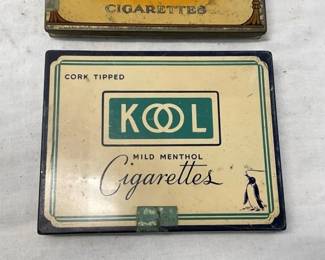 CIGARETTES
CORK TIPPED
KOOL
MILD MENTHOL
Cigarettes